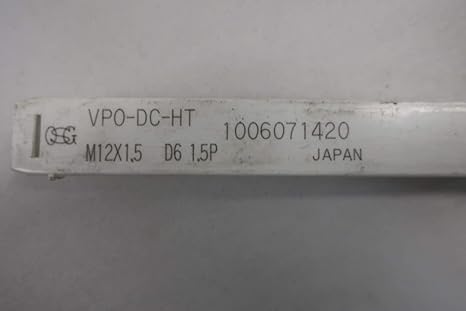 OSG
VPO-DC-HT 1006071420
M12X1.5 D6 1.5P JAPAN